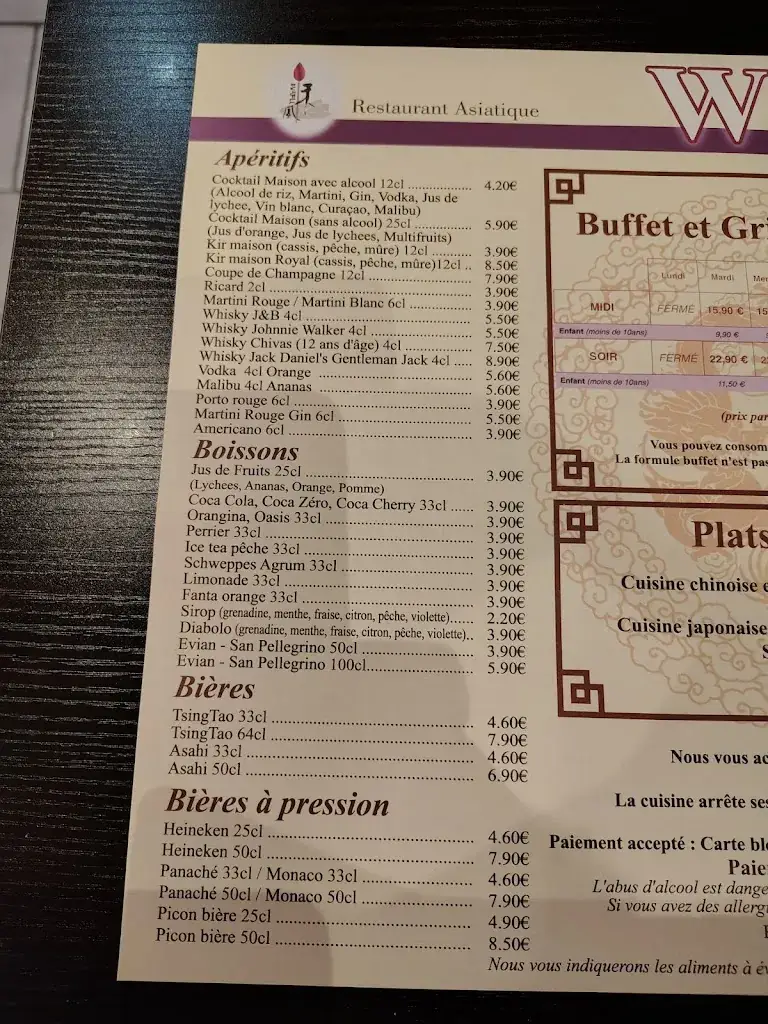 Restaurant Asiatique
W
Apéritifs
Cocktail Maison avec alcool 12cl .................. 4.20€
(Alcool de riz, Martini, Gin, Vodka, Jus de
lychee, Vin blanc, Curaçao, Malibu)
Cocktail Maison (sans alcool) 25cl ................. 5.90€
(Jus d'orange, Jus de lychees, Multifruits)
Kir maison (cassis, pêche, mûre) 12cl ............ 3.90€
Kir maison Royal (cassis, pêche, mûre)12cl .. 8.50€
Coupe de Champagne 12cl ............................ 7.90€
Ricard 2cl ...................................................... 3.90€
Martini Rouge / Martini Blanc 6cl ................. 3.90€
Whisky J&B 4cl ............................................. 5.50€
Whisky Johnnie Walker 4cl ........................... 5.50€
Whisky Chivas (12 ans d'âge) 4cl .................. 7.50€
Whisky Jack Daniel's Gentleman Jack 4cl ..... 8.90€
Vodka 4cl Orange ......................................... 5.60€
Malibu 4cl Ananas ........................................ 5.60€
Porto rouge 6cl .............................................. 3.90€
Martini Rouge Gin 6cl ................................... 5.50€
Americano 6cl ............................................... 3.90€
Boissons
Jus de Fruits 25cl ........................................... 3.90€
(Lychees, Ananas, Orange, Pomme)
Coca Cola, Coca Zéro, Coca Cherry 33cl ...... 3.90€
Orangina, Oasis 33cl ...................................... 3.90€
Perrier 33cl ..................................................... 3.90€
Ice tea pêche 33cl ........................................... 3.90€
Schweppes Agrum 33cl .................................. 3.90€
Limonade 33cl ................................................ 3.90€
Fanta orange 33cl ........................................... 3.90€
Sirop (grenadine, menthe, fraise, citron, pêche, violette)...... 2.20€
Diabolo (grenadine, menthe, fraise, citron, pêche, violette).. 3.90€
Evian - San Pellegrino 50cl ............................ 3.90€
Evian - San Pellegrino 100cl.......................... 5.90€
Bières
TsingTao 33cl ................................................. 4.60€
TsingTao 64cl ................................................. 7.90€
Asahi 33cl ...................................................... 4.60€
Asahi 50cl ...................................................... 6.90€
Bières à pression
Heineken 25cl ................................................ 4.60€
Heineken 50cl ................................................ 7.90€
Panaché 33cl / Monaco 33cl .......................... 4.60€
Panaché 50cl / Monaco 50cl .......................... 7.90€
Picon bière 25cl ............................................. 4.90€
Picon bière 50cl ............................................. 8.50€
Buffet et Gri
Lundi Mardi Mer
MIDI FERMÉ 15,90 € 15
Enfant (moins de 10ans) 9,90 €
SOIR FERMÉ 22,90 € 2
Enfant (moins de 10ans) 11,50 €
(prix par
Vous pouvez consom
La formule buffet n'est pas
Plats
Cuisine chinoise e
Cuisine japonaise
S
Nous vous ac
La cuisine arrête ses
Paiement accepté : Carte ble
Paie
L'abus d'alcool est dange
Si vous avez des allerg
Nous vous indiquerons les aliments à év